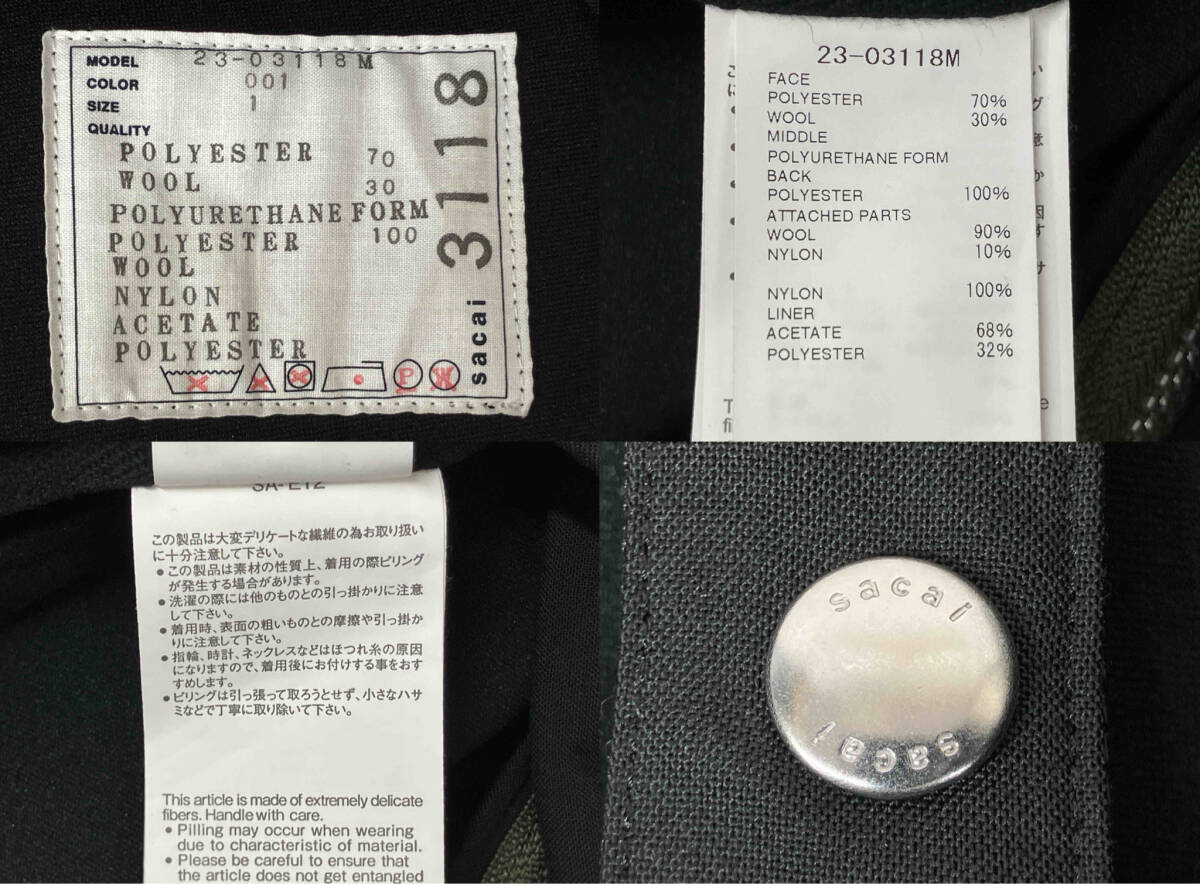 MODEL 23-03118M
COLOR 001
SIZE 1
QUALITY
POLYESTER 70
WOOL 30
POLYURETHANE FORM
POLYESTER 100
WOOL
NYLON
ACETATE
POLYESTER
P
W
3118
sacai
23-03118M
FACE
POLYESTER 70%
WOOL 30%
MIDDLE
POLYURETHANE FORM
BACK
POLYESTER 100%
ATTACHED PARTS
WOOL 90%
NYLON 10%
NYLON 100%
LINER
ACETATE 68%
POLYESTER 32%
SA-E12
この製品は大変デリケートな繊維の為お取り扱い
に十分注意して下さい。
●この製品は素材の性質上、着用の際ピリング
が発生する場合があります。
●洗濯の際には他のものとの引っ掛かりに注意
して下さい。
●着用時、表面の粗いものとの摩擦や引っ掛か
りに注意して下さい。
●指輪、時計、ネックレスなどはほつれ糸の原因
になりますので、着用後にお付けする事をおす
すめします。
●ピリングは引っ張って取ろうとせず、小さなハサ
ミなどで丁寧に取り除いて下さい。
This article is made of extremely delicate
fibers. Handle with care.
● Pilling may occur when wearing
due to characteristic of material.
● Please be careful to ensure that
the article does not get entangled
sacai
sacai